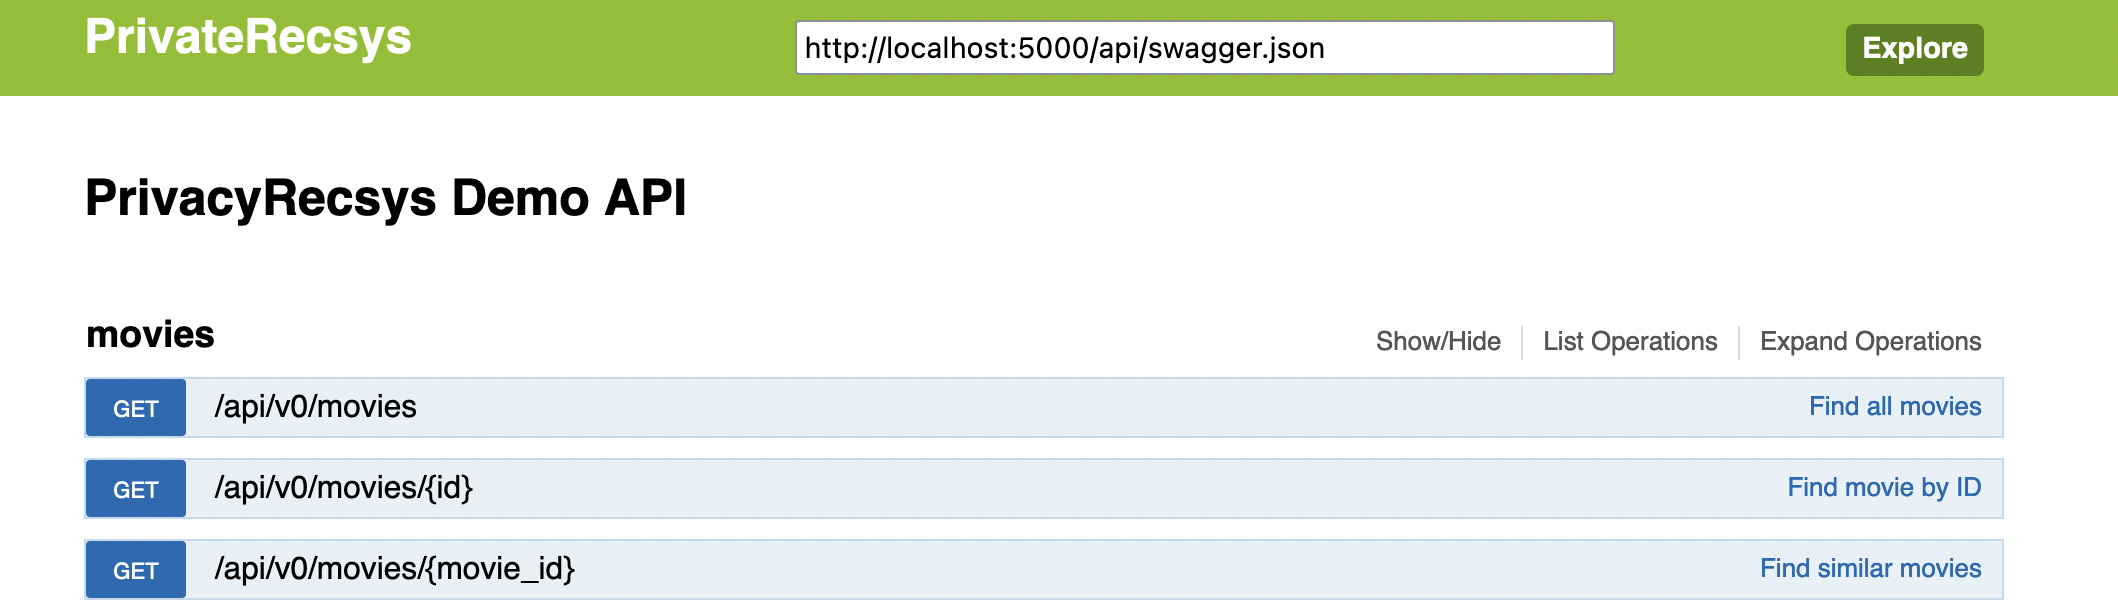 PrivateRecsys http://localhost:5000/api/swagger.json Explore
PrivacyRecsys Demo API
movies Show/Hide List Operations Expand Operations
GET /api/v0/movies Find all movies
GET /api/v0/movies/{id} Find movie by ID
GET /api/v0/movies/{movie_id} Find similar movies